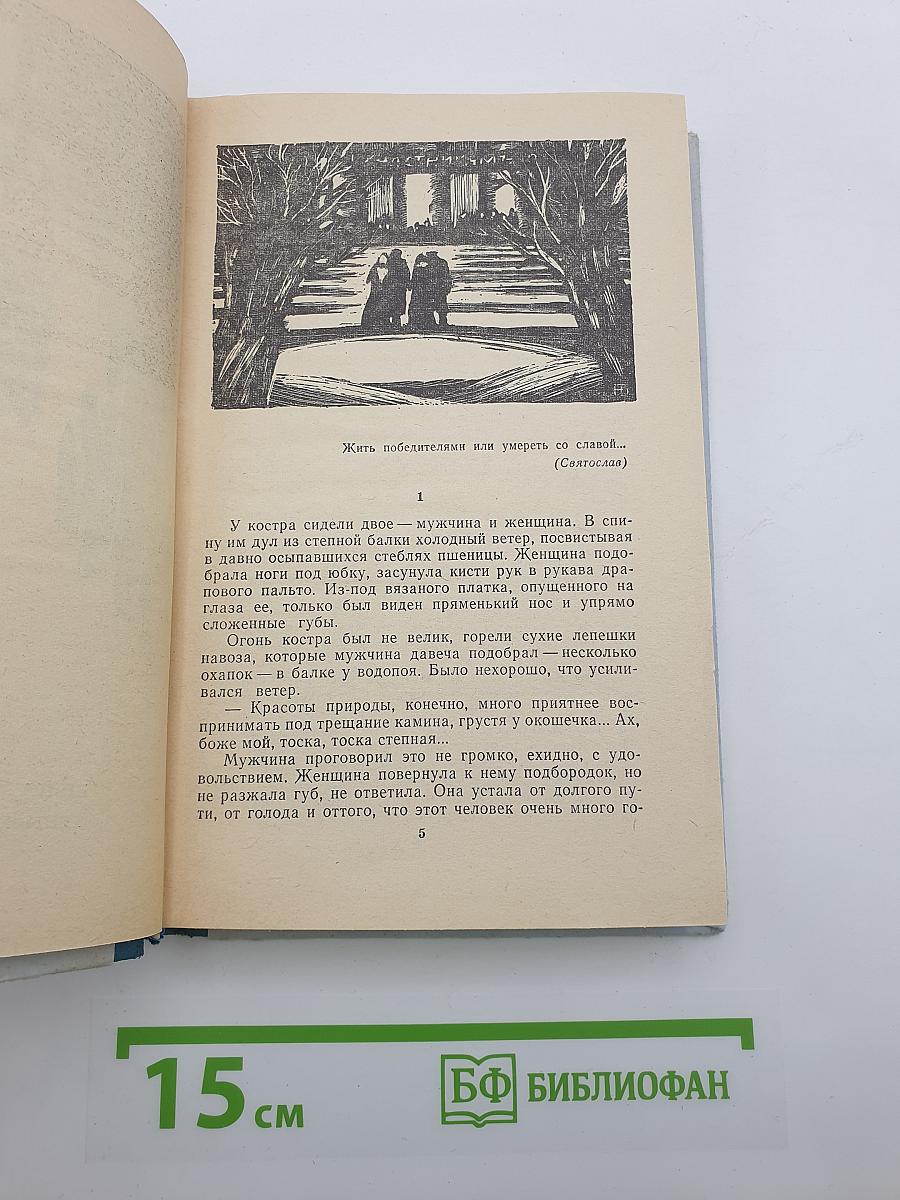 Жить победителями или умереть со славой...
(Святослав)
1
У костра сидели двое — мужчина и женщина. В спи-
ну им дул из степной балки холодный ветер, посвистывая
в давно осыпавшихся стеблях пшеницы. Женщина подо-
брала ноги под юбку, засунула кисти рук в рукава дра-
пового пальто. Из-под вязаного платка, опущенного на
глаза ее, только был виден пряменький нос и упрямо
сложенные губы.
Огонь костра был не велик, горели сухие лепешки
навоза, которые мужчина давеча подобрал — несколько
охапок — в балке у водопоя. Было нехорошо, что усили-
вался ветер.
— Красоты природы, конечно, много приятнее вос-
принимать под трещание камина, грустя у окошечка... Ах,
боже мой, тоска, тоска степная...
Мужчина проговорил это не громко, ехидно, с удо-
вольствием. Женщина повернула к нему подбородок, но
не разжала губ, не ответила. Она устала от долгого пу-
ти, от голода и оттого, что этот человек очень много го-
5
15 см
БФ БИБЛИОФАН